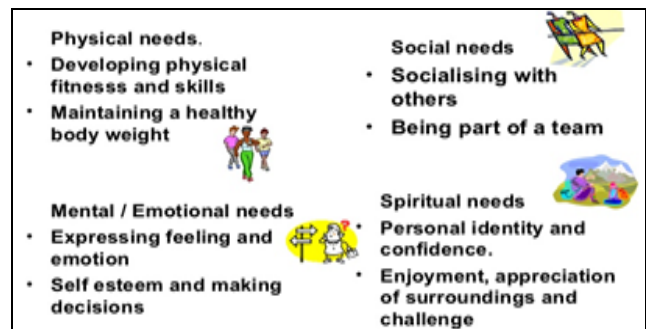 Physical needs.
• Developing physical
fitnesss and skills
• Maintaining a healthy
body weight
Social needs
• Socialising with
others
• Being part of a team
Mental / Emotional needs
• Expressing feeling and
emotion
• Self esteem and making
decisions
Spiritual needs
• Personal identity and
confidence.
• Enjoyment, appreciation
of surroundings and
challenge